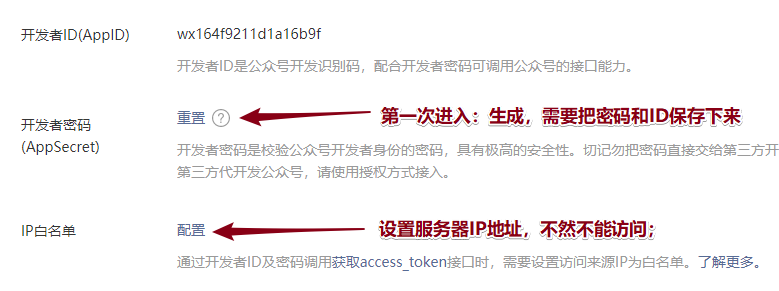 开发者ID(AppID) wx164f9211d1a16b9f
开发者ID是公众号开发识别码，配合开发者密码可调用公众号的接口能力。
开发者密码 重置 ? 第一次进入：生成，需要把密码和ID保存下来
(AppSecret)
开发者密码是校验公众号开发者身份的密码，具有极高的安全性。切记勿把密码直接交给第三方开
第三方代开发公众号，请使用授权方式接入。
IP白名单 配置 设置服务器IP地址，不然不能访问；
通过开发者ID及密码调用获取access_token接口时，需要设置访问来源IP为白名单。了解更多。